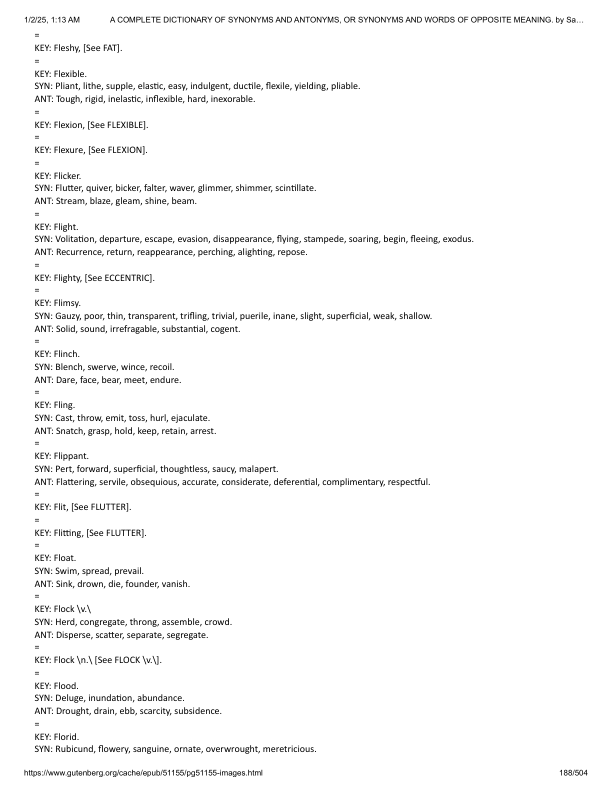 1/2/25, 1:13 AM A COMPLETE DICTIONARY OF SYNONYMS AND ANTONYMS, OR SYNONYMS AND WORDS OF OPPOSITE MEANING. by Sa…
=
KEY: Fleshy, [See FAT].
=
KEY: Flexible.
SYN: Pliant, lithe, supple, elastic, easy, indulgent, ductile, flexile, yielding, pliable.
ANT: Tough, rigid, inelastic, inflexible, hard, inexorable.
=
KEY: Flexion, [See FLEXIBLE].
=
KEY: Flexure, [See FLEXION].
=
KEY: Flicker.
SYN: Flutter, quiver, bicker, falter, waver, glimmer, shimmer, scintillate.
ANT: Stream, blaze, gleam, shine, beam.
=
KEY: Flight.
SYN: Volitation, departure, escape, evasion, disappearance, flying, stampede, soaring, begin, fleeing, exodus.
ANT: Recurrence, return, reappearance, perching, alighting, repose.
=
KEY: Flighty, [See ECCENTRIC].
=
KEY: Flimsy.
SYN: Gauzy, poor, thin, transparent, trifling, trivial, puerile, inane, slight, superficial, weak, shallow.
ANT: Solid, sound, irrefragable, substantial, cogent.
=
KEY: Flinch.
SYN: Blench, swerve, wince, recoil.
ANT: Dare, face, bear, meet, endure.
=
KEY: Fling.
SYN: Cast, throw, emit, toss, hurl, ejaculate.
ANT: Snatch, grasp, hold, keep, retain, arrest.
=
KEY: Flippant.
SYN: Pert, forward, superficial, thoughtless, saucy, malapert.
ANT: Flattering, servile, obsequious, accurate, considerate, deferential, complimentary, respectful.
=
KEY: Flit, [See FLUTTER].
=
KEY: Flitting, [See FLUTTER].
=
KEY: Float.
SYN: Swim, spread, prevail.
ANT: Sink, drown, die, founder, vanish.
=
KEY: Flock \v.\
SYN: Herd, congregate, throng, assemble, crowd.
ANT: Disperse, scatter, separate, segregate.
=
KEY: Flock \n.\ [See FLOCK \v.\].
=
KEY: Flood.
SYN: Deluge, inundation, abundance.
ANT: Drought, drain, ebb, scarcity, subsidence.
=
KEY: Florid.
SYN: Rubicund, flowery, sanguine, ornate, overwrought, meretricious.
https://www.gutenberg.org/cache/epub/51155/pg51155-images.html 188/504